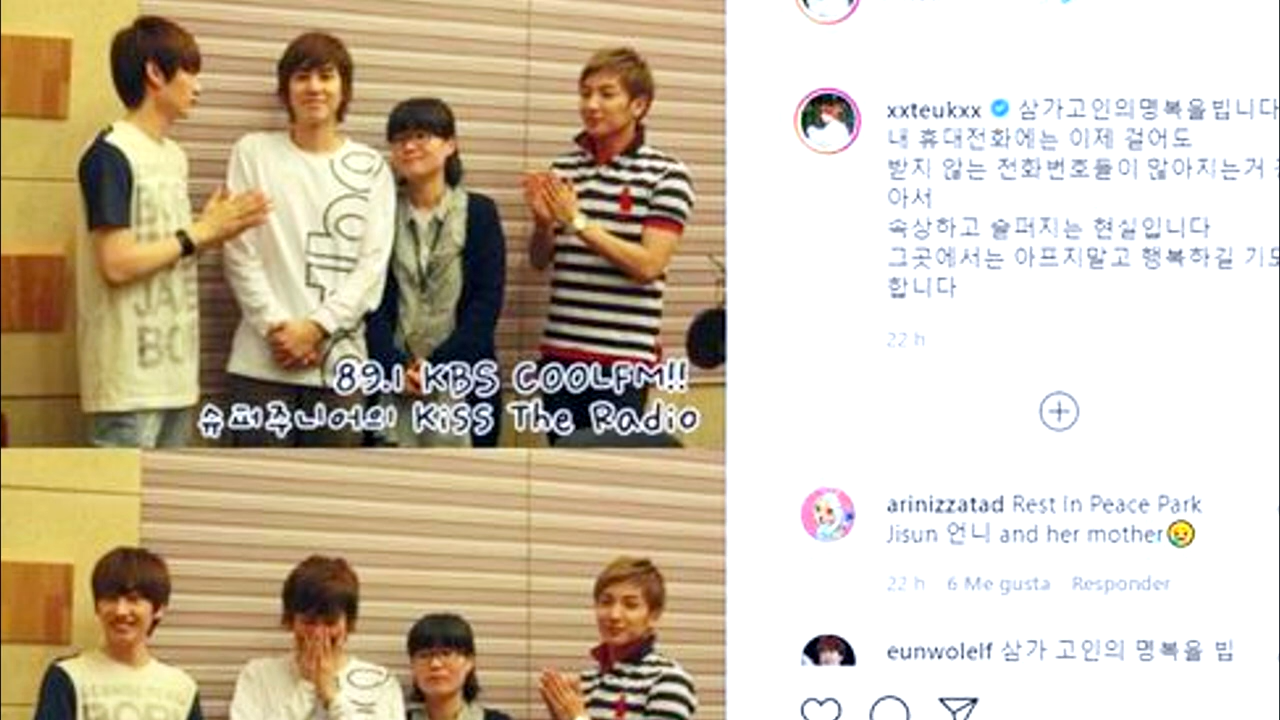 89.1 KBS COOLFM!!
슈퍼주니어의 KiSS The Radio
xxteukxx 삼가고인의명복을빕니다
내 휴대전화에는 이제 걸어도
받지 않는 전화번호들이 많아지는거
아서
속상하고 슬퍼지는 현실입니다
그곳에서는 아프지말고 행복하길 기도
합니다
22 h
arinizzatad Rest In Peace Park
Jisun 언니 and her mother
22 h 6 Me gusta Responder
eunwolelf 삼가 고인의 명복을 빕